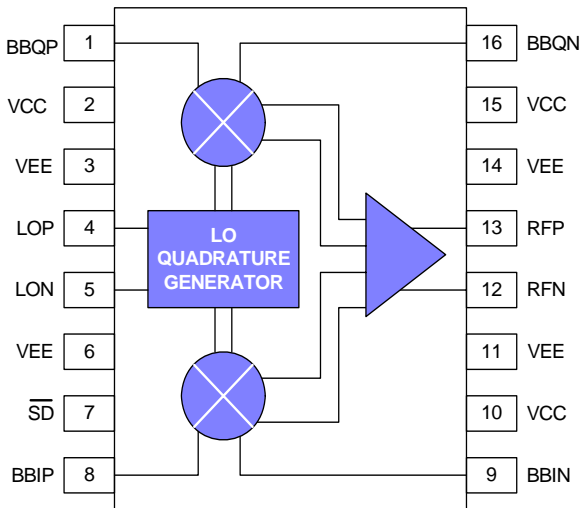 BBQP 1 16 BBQN
VCC 2 15 VCC
VEE 3 14 VEE
LOP 4 LO 13 RFP
QUADRATURE
LON 5 GENERATOR 12 RFN
VEE 6 11 VEE
S̅D̅ 7 10 VCC
BBIP 8 9 BBIN